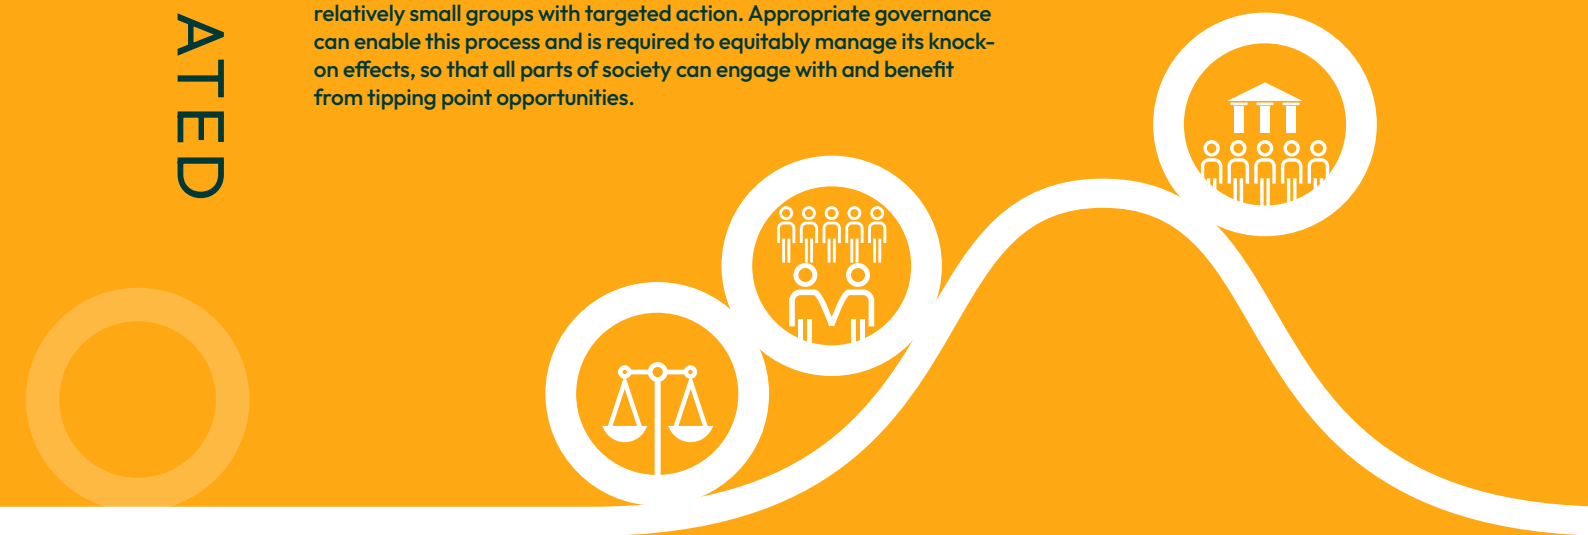 ATED
relatively small groups with targeted action. Appropriate governance
can enable this process and is required to equitably manage its knock-
on effects, so that all parts of society can engage with and benefit
from tipping point opportunities.